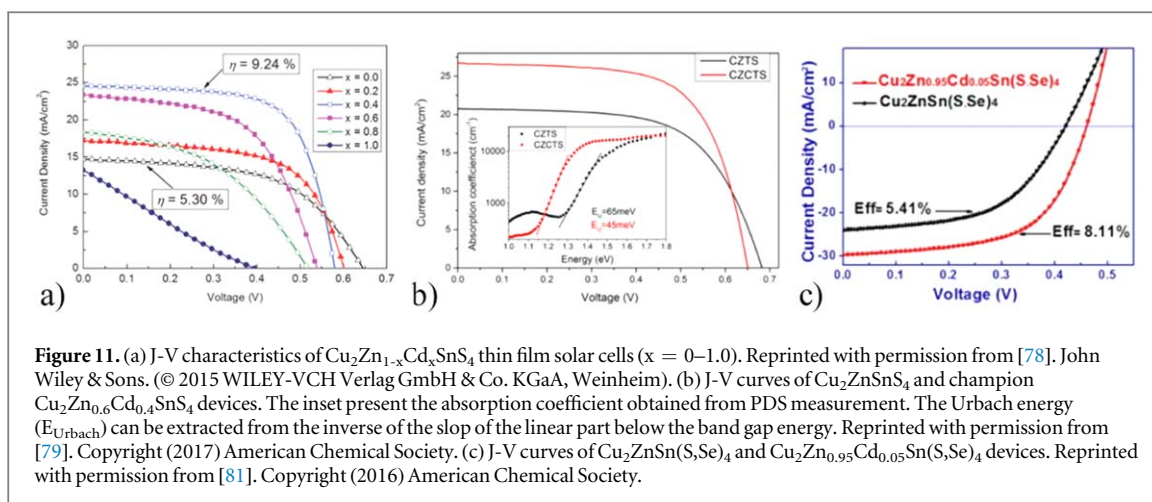 30
25
20
15
10
5
0
Current Density (mA/cm²)
η = 9.24 %
η = 5.30 %
x = 0.0
x = 0.2
x = 0.4
x = 0.6
x = 0.8
x = 1.0
0.0 0.1 0.2 0.3 0.4 0.5 0.6 0.7
Voltage (V)
a)
25
20
15
10
5
0
Current density (mA/cm²)
CZTS
CZCTS
Absorption coefficienct (cm⁻¹)
10000
1000
CZTS
CZCTS
E_U=65meV
E_U=45meV
1.0 1.1 1.2 1.3 1.4 1.5 1.6 1.7 1.8
Energy (eV)
0.0 0.1 0.2 0.3 0.4 0.5 0.6 0.7
Voltage (V)
b)
10
0
-10
-20
-30
Current Density (mA/cm²)
Cu₂Zn₀.₉₅Cd₀.₀₅Sn(S,Se)₄
Cu₂ZnSn(S,Se)₄
Eff= 5.41%
Eff= 8.11%
0.0 0.1 0.2 0.3 0.4 0.5
Voltage (V)
c)
Figure 11. (a) J-V characteristics of Cu₂Zn₁₋ₓCdₓSnS₄ thin film solar cells (x = 0–1.0). Reprinted with permission from [78]. John
Wiley & Sons. (© 2015 WILEY-VCH Verlag GmbH & Co. KGaA, Weinheim). (b) J-V curves of Cu₂ZnSnS₄ and champion
Cu₂Zn₀.₆Cd₀.₄SnS₄ devices. The inset present the absorption coefficient obtained from PDS measurement. The Urbach energy
(E_Urbach) can be extracted from the inverse of the slop of the linear part below the band gap energy. Reprinted with permission from
[79]. Copyright (2017) American Chemical Society. (c) J-V curves of Cu₂ZnSn(S,Se)₄ and Cu₂Zn₀.₉₅Cd₀.₀₅Sn(S,Se)₄ devices. Reprinted
with permission from [81]. Copyright (2016) American Chemical Society.